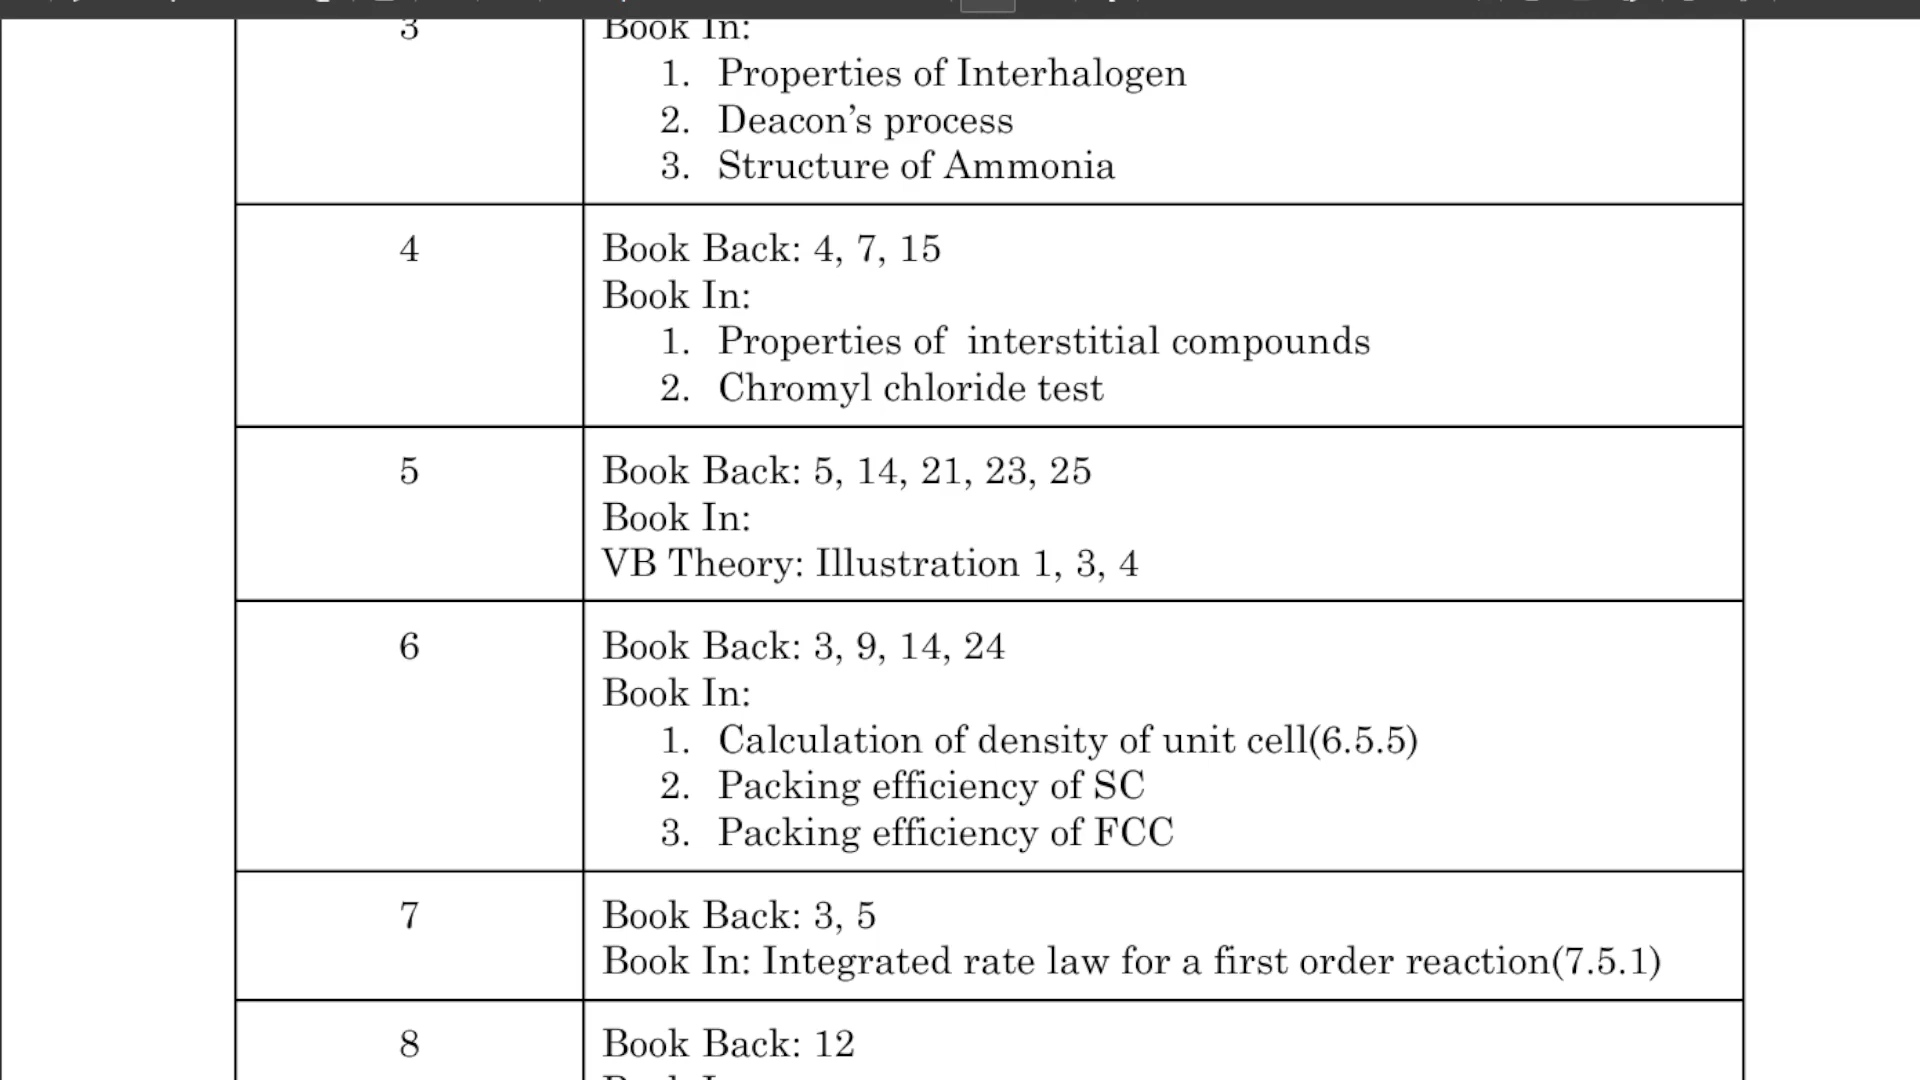 3
Book In:
1. Properties of Interhalogen
2. Deacon’s process
3. Structure of Ammonia
4
Book Back: 4, 7, 15
Book In:
1. Properties of  interstitial compounds
2. Chromyl chloride test
5
Book Back: 5, 14, 21, 23, 25
Book In:
VB Theory: Illustration 1, 3, 4
6
Book Back: 3, 9, 14, 24
Book In:
1. Calculation of density of unit cell(6.5.5)
2. Packing efficiency of SC
3. Packing efficiency of FCC
7
Book Back: 3, 5
Book In: Integrated rate law for a first order reaction(7.5.1)
8
Book Back: 12